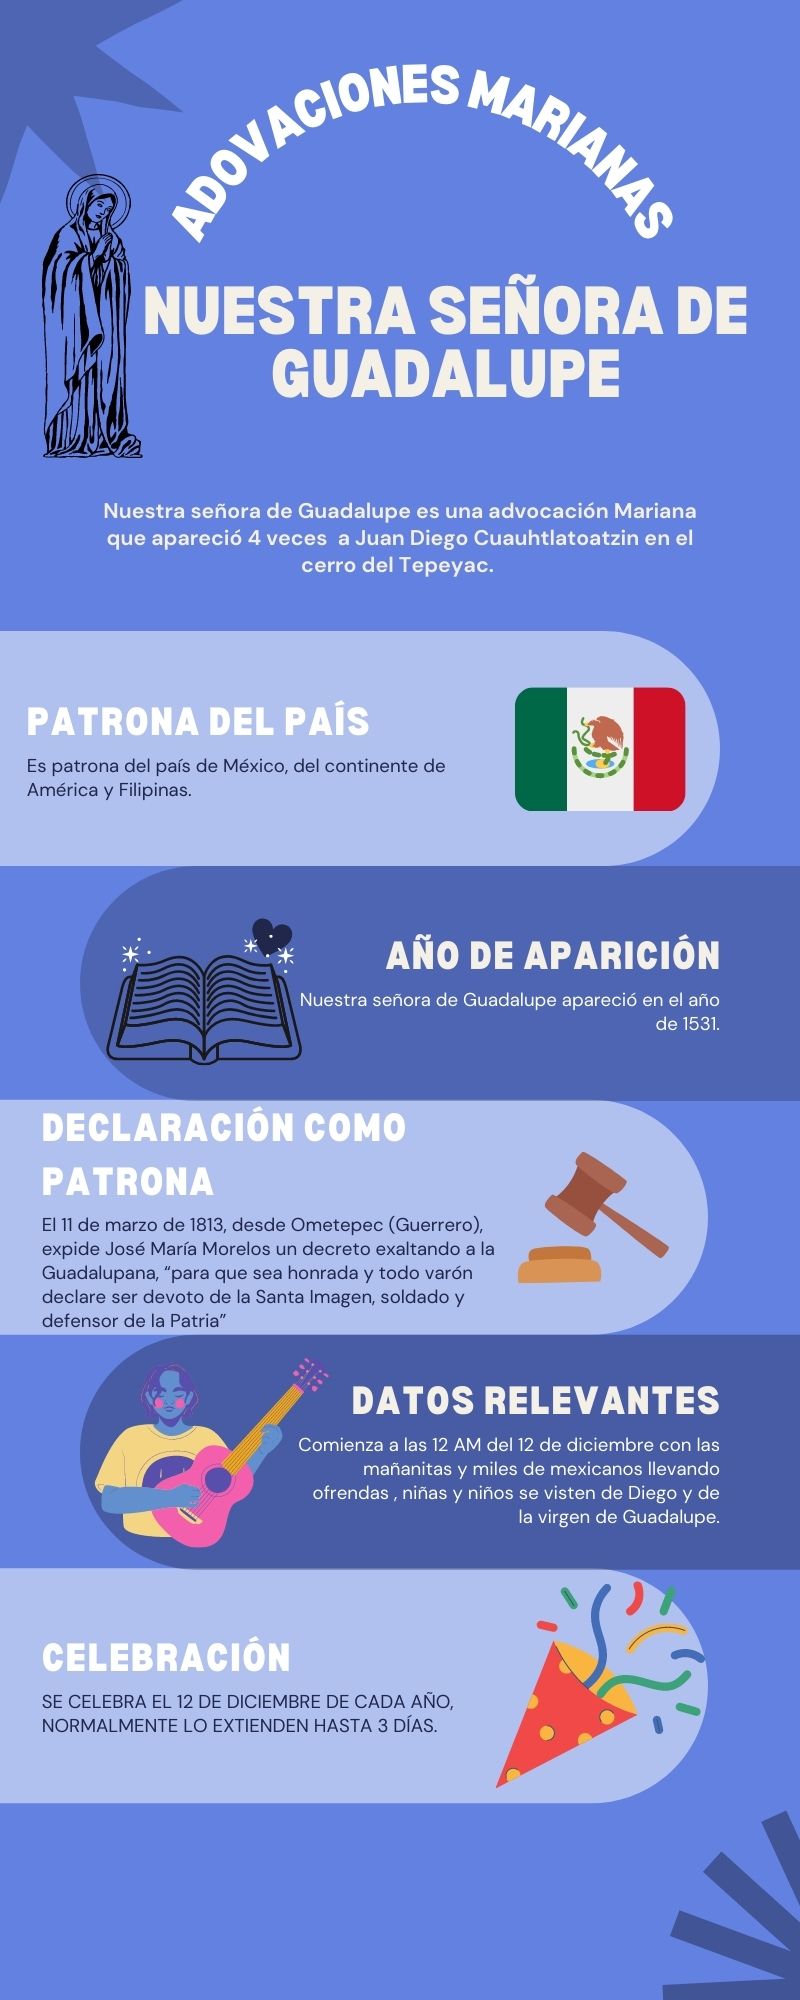 ADOVACIONES MARIANAS
NUESTRA SEÑORA DE
GUADALUPE
Nuestra señora de Guadalupe es una advocación Mariana
que apareció 4 veces  a Juan Diego Cuauhtlatoatzin en el
cerro del Tepeyac.
PATRONA DEL PAÍS
Es patrona del país de México, del continente de
América y Filipinas.
AÑO DE APARICIÓN
Nuestra señora de Guadalupe apareció en el año
de 1531.
DECLARACIÓN COMO
PATRONA
El 11 de marzo de 1813, desde Ometepec (Guerrero),
expide José María Morelos un decreto exaltando a la
Guadalupana, “para que sea honrada y todo varón
declare ser devoto de la Santa Imagen, soldado y
defensor de la Patria”
DATOS RELEVANTES
Comienza a las 12 AM del 12 de diciembre con las
mañanitas y miles de mexicanos llevando
ofrendas , niñas y niños se visten de Diego y de
la virgen de Guadalupe.
CELEBRACIÓN
SE CELEBRA EL 12 DE DICIEMBRE DE CADA AÑO,
NORMALMENTE LO EXTIENDEN HASTA 3 DÍAS.